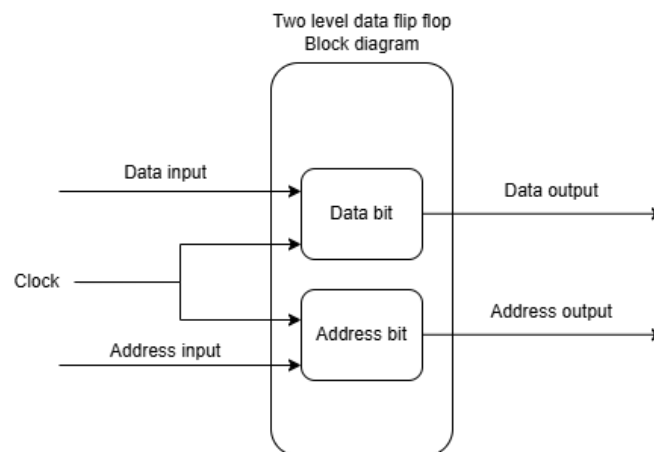 Two level data flip flop
Block diagram
Data input
Data bit
Data output
Clock
Address input
Address bit
Address output